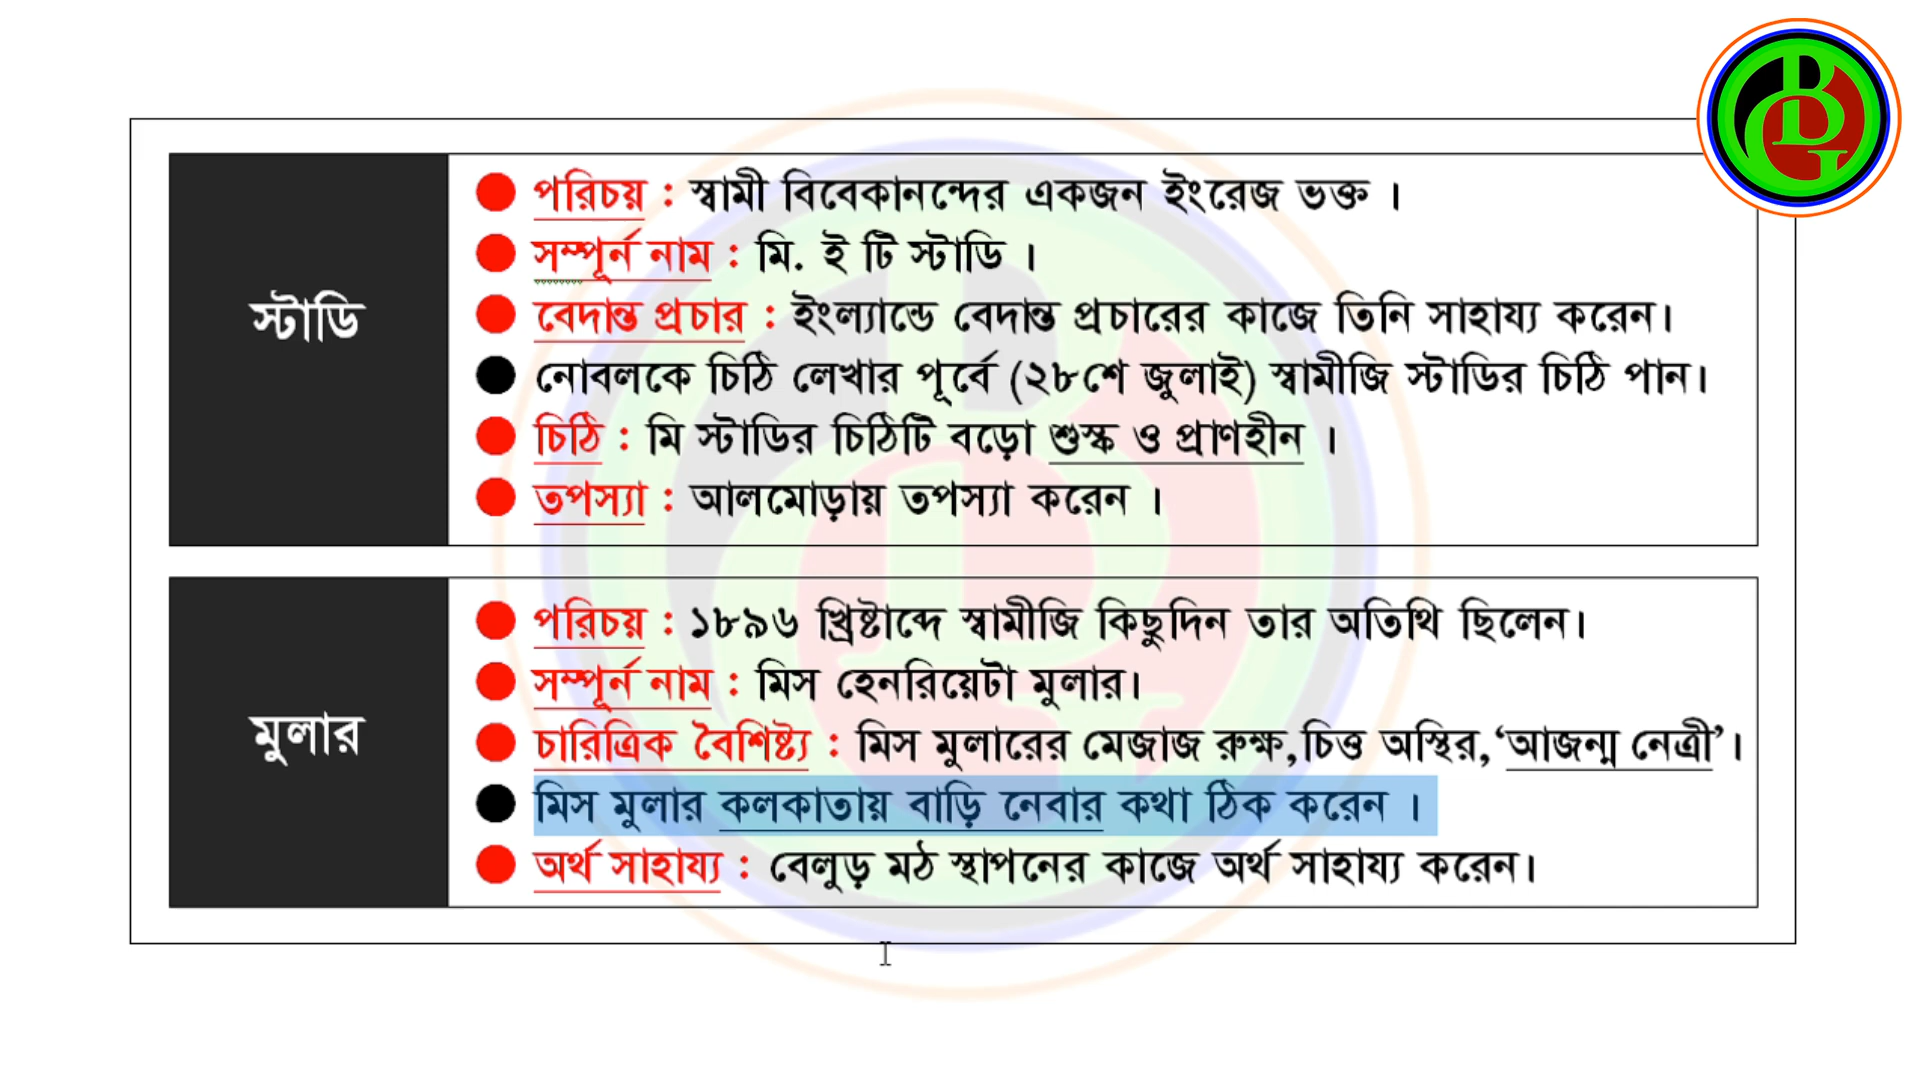 স্টাডি
পরিচয় : স্বামী বিবেকানন্দের একজন ইংরেজ ভক্ত ।
সম্পূর্ন নাম : মি. ই টি স্টাডি ।
বেদান্ত প্রচার : ইংল্যান্ডে বেদান্ত প্রচারের কাজে তিনি সাহায্য করেন।
নোবলকে চিঠি লেখার পূর্বে (২৮শে জুলাই) স্বামীজি স্টাডির চিঠি পান।
চিঠি : মি স্টাডির চিঠিটি বড়ো শুস্ক ও প্রাণহীন ।
তপস্যা : আলমোড়ায় তপস্যা করেন ।
মুলার
পরিচয় : ১৮৯৬ খ্রিষ্টাব্দে স্বামীজি কিছুদিন তার অতিথি ছিলেন।
সম্পূর্ন নাম : মিস হেনরিয়েটা মুলার।
চারিত্রিক বৈশিষ্ট্য : মিস মুলারের মেজাজ রুক্ষ,চিত্ত অস্থির,‘আজন্ম নেত্রী’।
মিস মুলার কলকাতায় বাড়ি নেবার কথা ঠিক করেন ।
অর্থ সাহায্য : বেলুড় মঠ স্থাপনের কাজে অর্থ সাহায্য করেন।